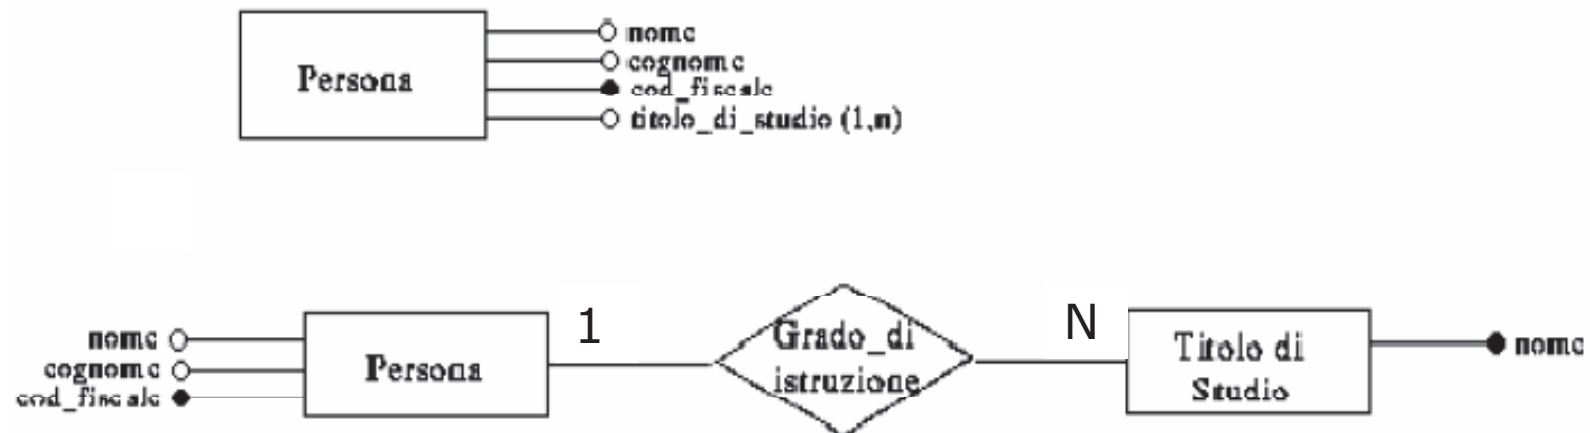 Persona
nome
cognome
cod_fiscale
titolo_di_studio (1,n)
nome
cognome
cod_fiscale
Persona
1
Grado_di
istruzione
N
Titolo di
Studio
nome